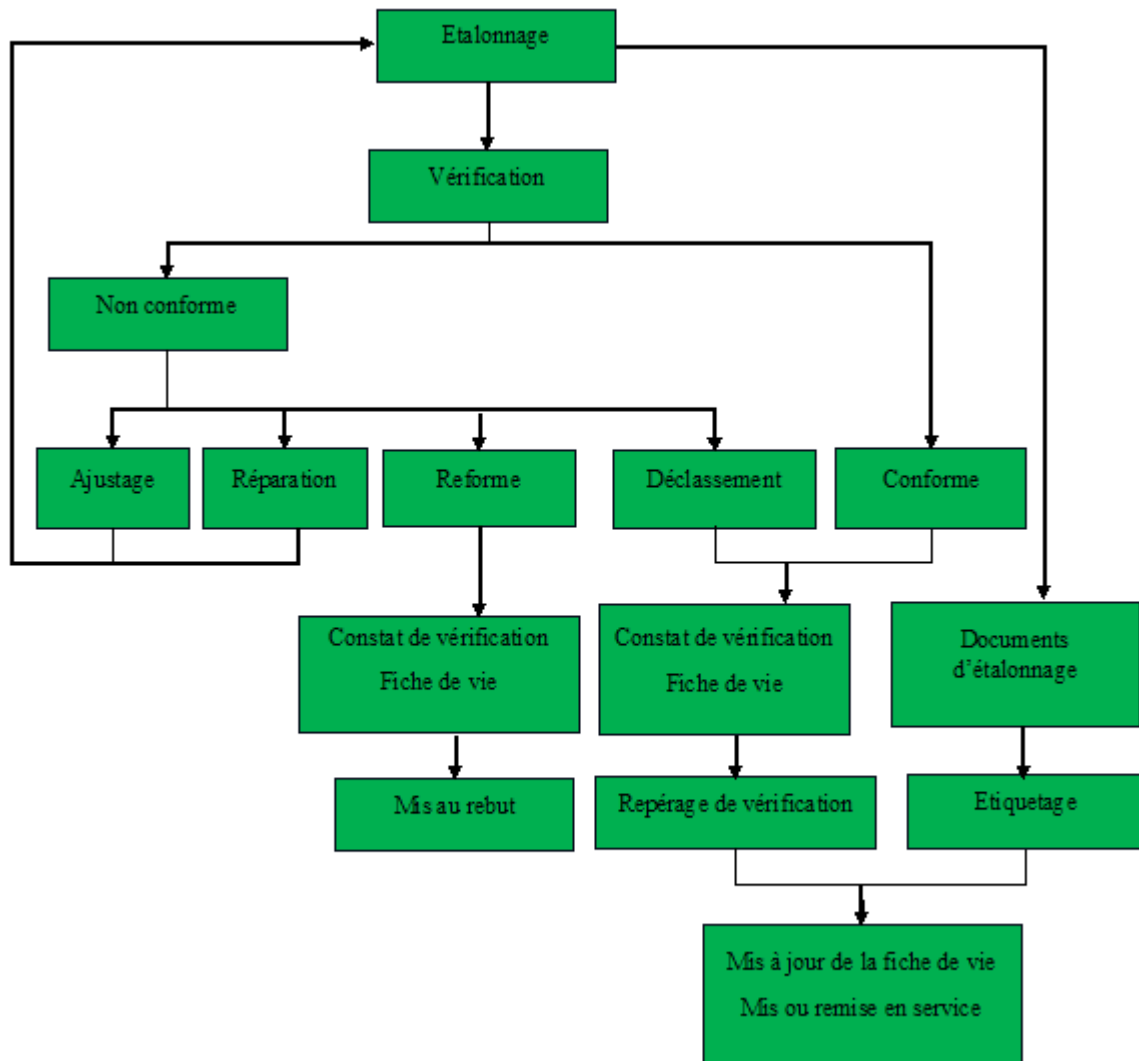 Etalonnage
Vérification
Non conforme
Ajustage
Réparation
Reforme
Déclassement
Conforme
Constat de vérification
Fiche de vie
Constat de vérification
Fiche de vie
Documents
d’étalonnage
Mis au rebut
Repérage de vérification
Etiquetage
Mis à jour de la fiche de vie
Mis ou remise en service